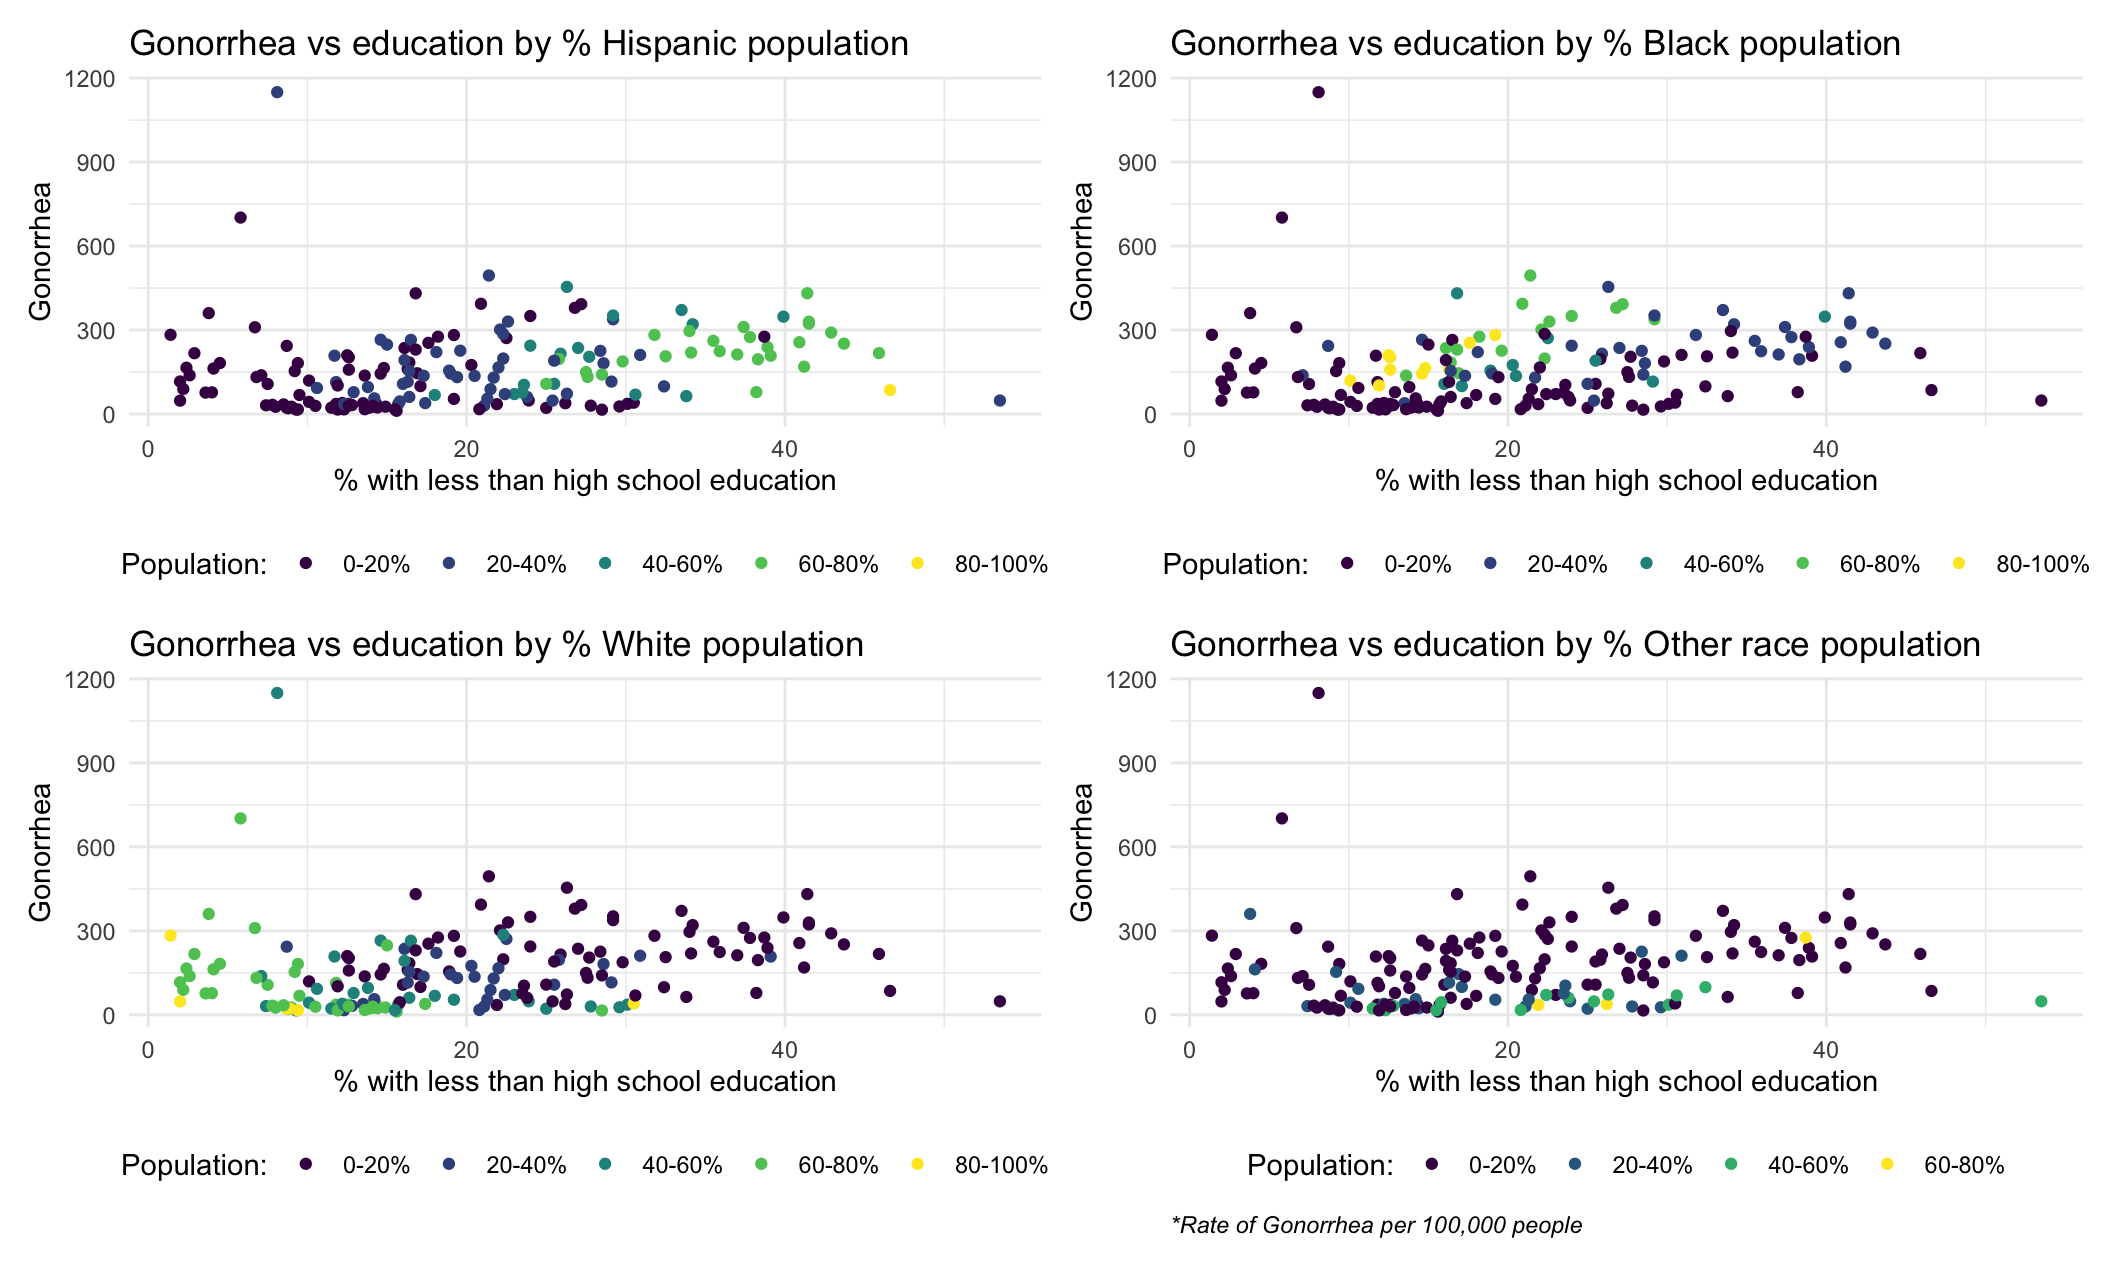 Gonorrhea vs education by % Hispanic population
1200
900
600
300
0
Gonorrhea
0 20 40
% with less than high school education
Population: 0-20% 20-40% 40-60% 60-80% 80-100%
Gonorrhea vs education by % Black population
1200
900
600
300
0
Gonorrhea
0 20 40
% with less than high school education
Population: 0-20% 20-40% 40-60% 60-80% 80-100%
Gonorrhea vs education by % White population
1200
900
600
300
0
Gonorrhea
0 20 40
% with less than high school education
Population: 0-20% 20-40% 40-60% 60-80% 80-100%
Gonorrhea vs education by % Other race population
1200
900
600
300
0
Gonorrhea
0 20 40
% with less than high school education
Population: 0-20% 20-40% 40-60% 60-80%
*Rate of Gonorrhea per 100,000 people